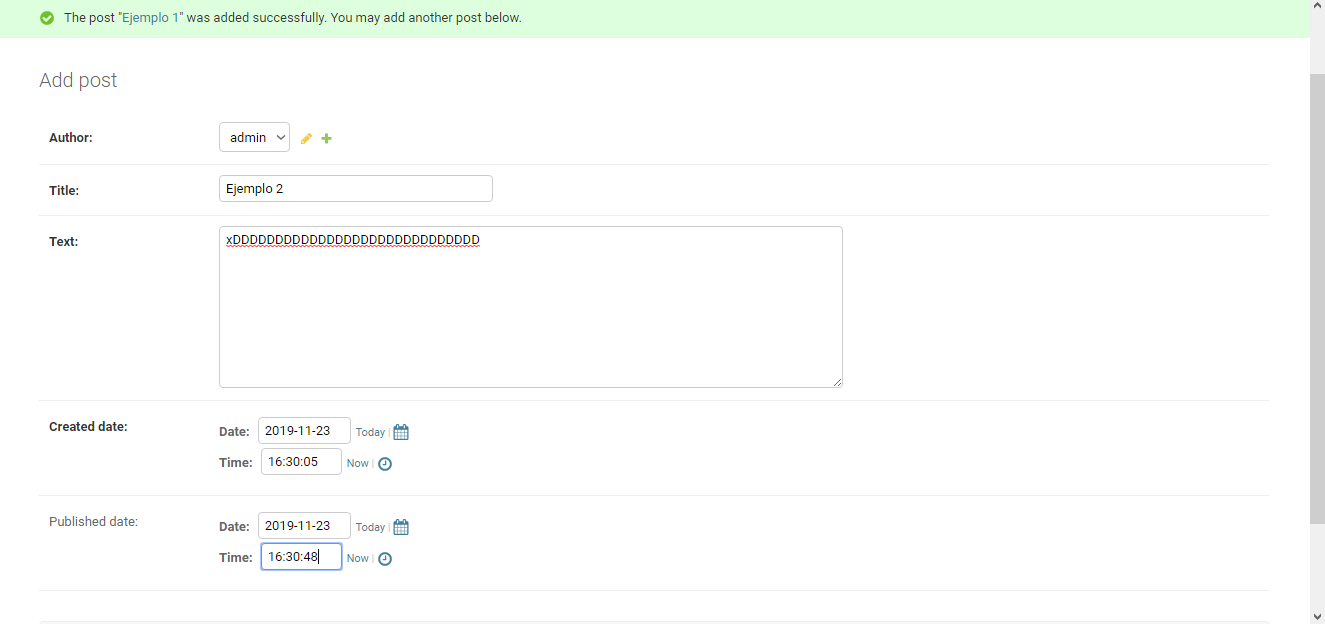 The post "Ejemplo 1" was added successfully. You may add another post below.
Add post
Author: admin
Title: Ejemplo 2
Text: xDDDDDDDDDDDDDDDDDDDDDDDDDDDDD
Created date: Date: 2019-11-23 Today |
Time: 16:30:05 Now |
Published date: Date: 2019-11-23 Today |
Time: 16:30:48 Now |